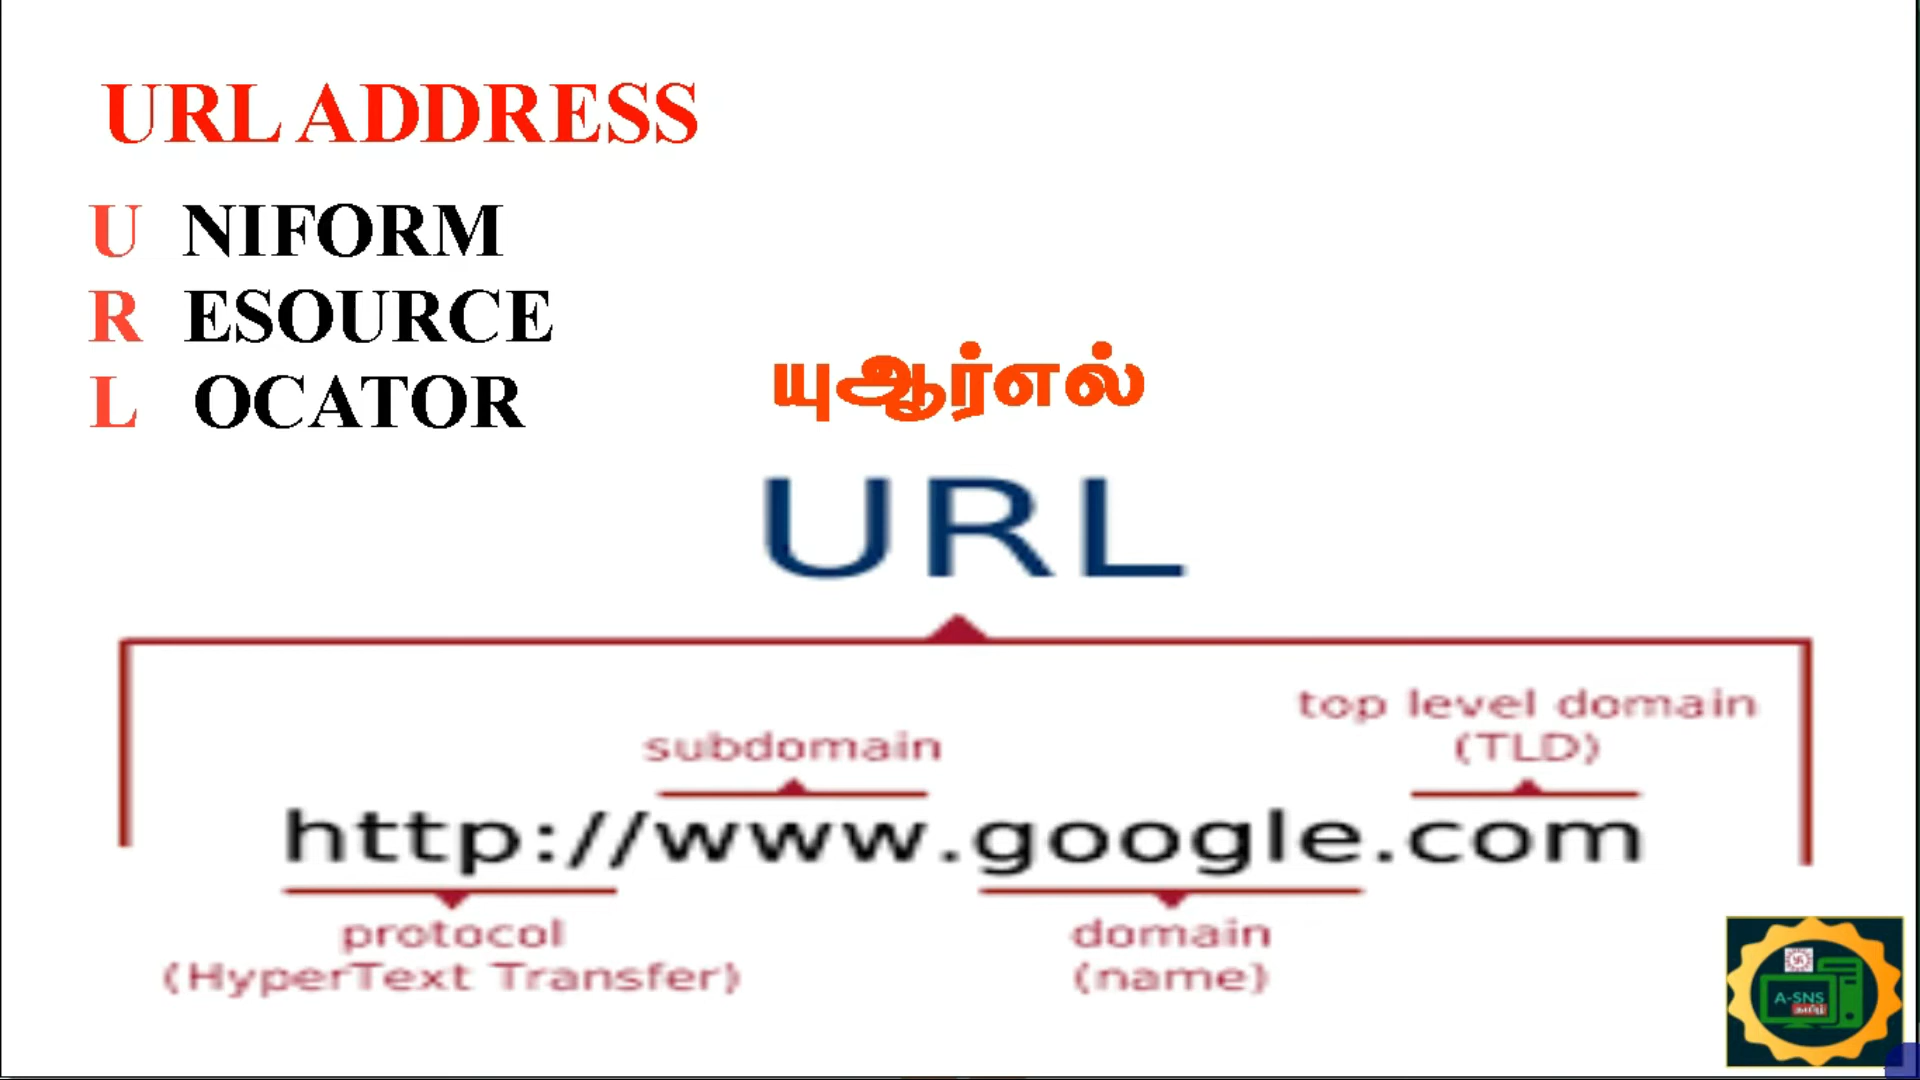 URL ADDRESS
U NIFORM
R ESOURCE
L OCATOR
யுஆர்எல்
URL
top level domain
(TLD)
subdomain
http://www.google.com
protocol
(HyperText Transfer)
domain
(name)
A-SNS
தமிழ்